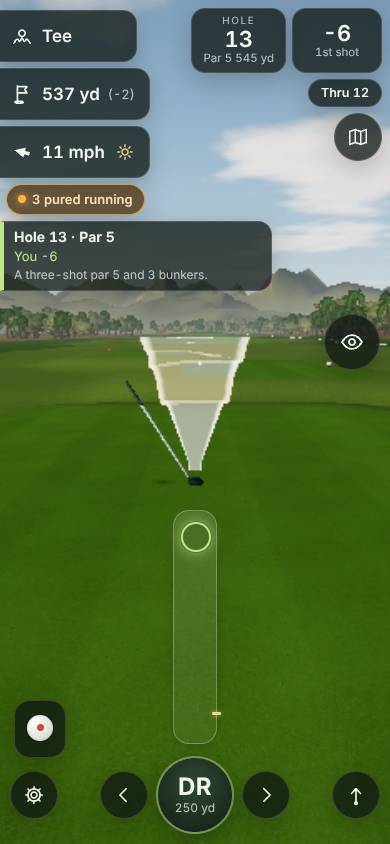 Tee
HOLE
13
Par 5 545 yd
-6
1st shot
537 yd (-2)
Thru 12
11 mph
3 pured running
Hole 13 · Par 5
You -6
A three-shot par 5 and 3 bunkers.
DR
250 yd